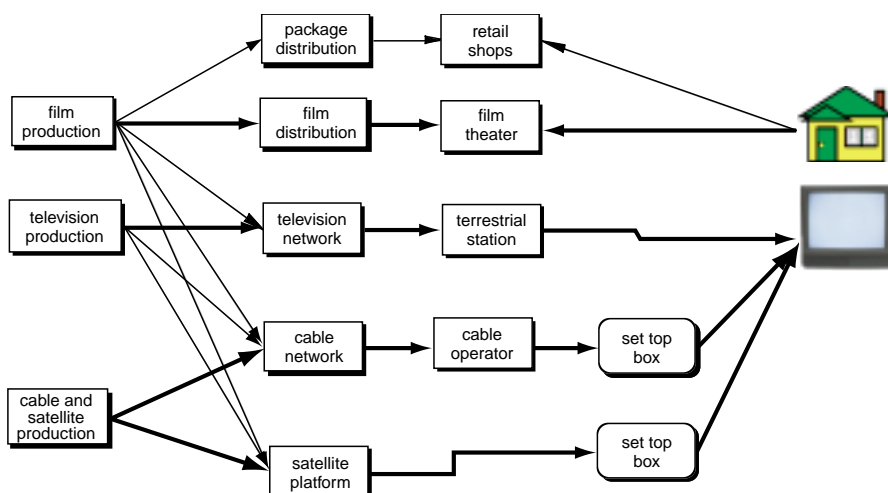 package
distribution
retail
shops
film
production
film
distribution
film
theater
television
production
television
network
terrestrial
station
cable
network
cable
operator
set top
box
cable and
satellite
production
satellite
platform
set top
box